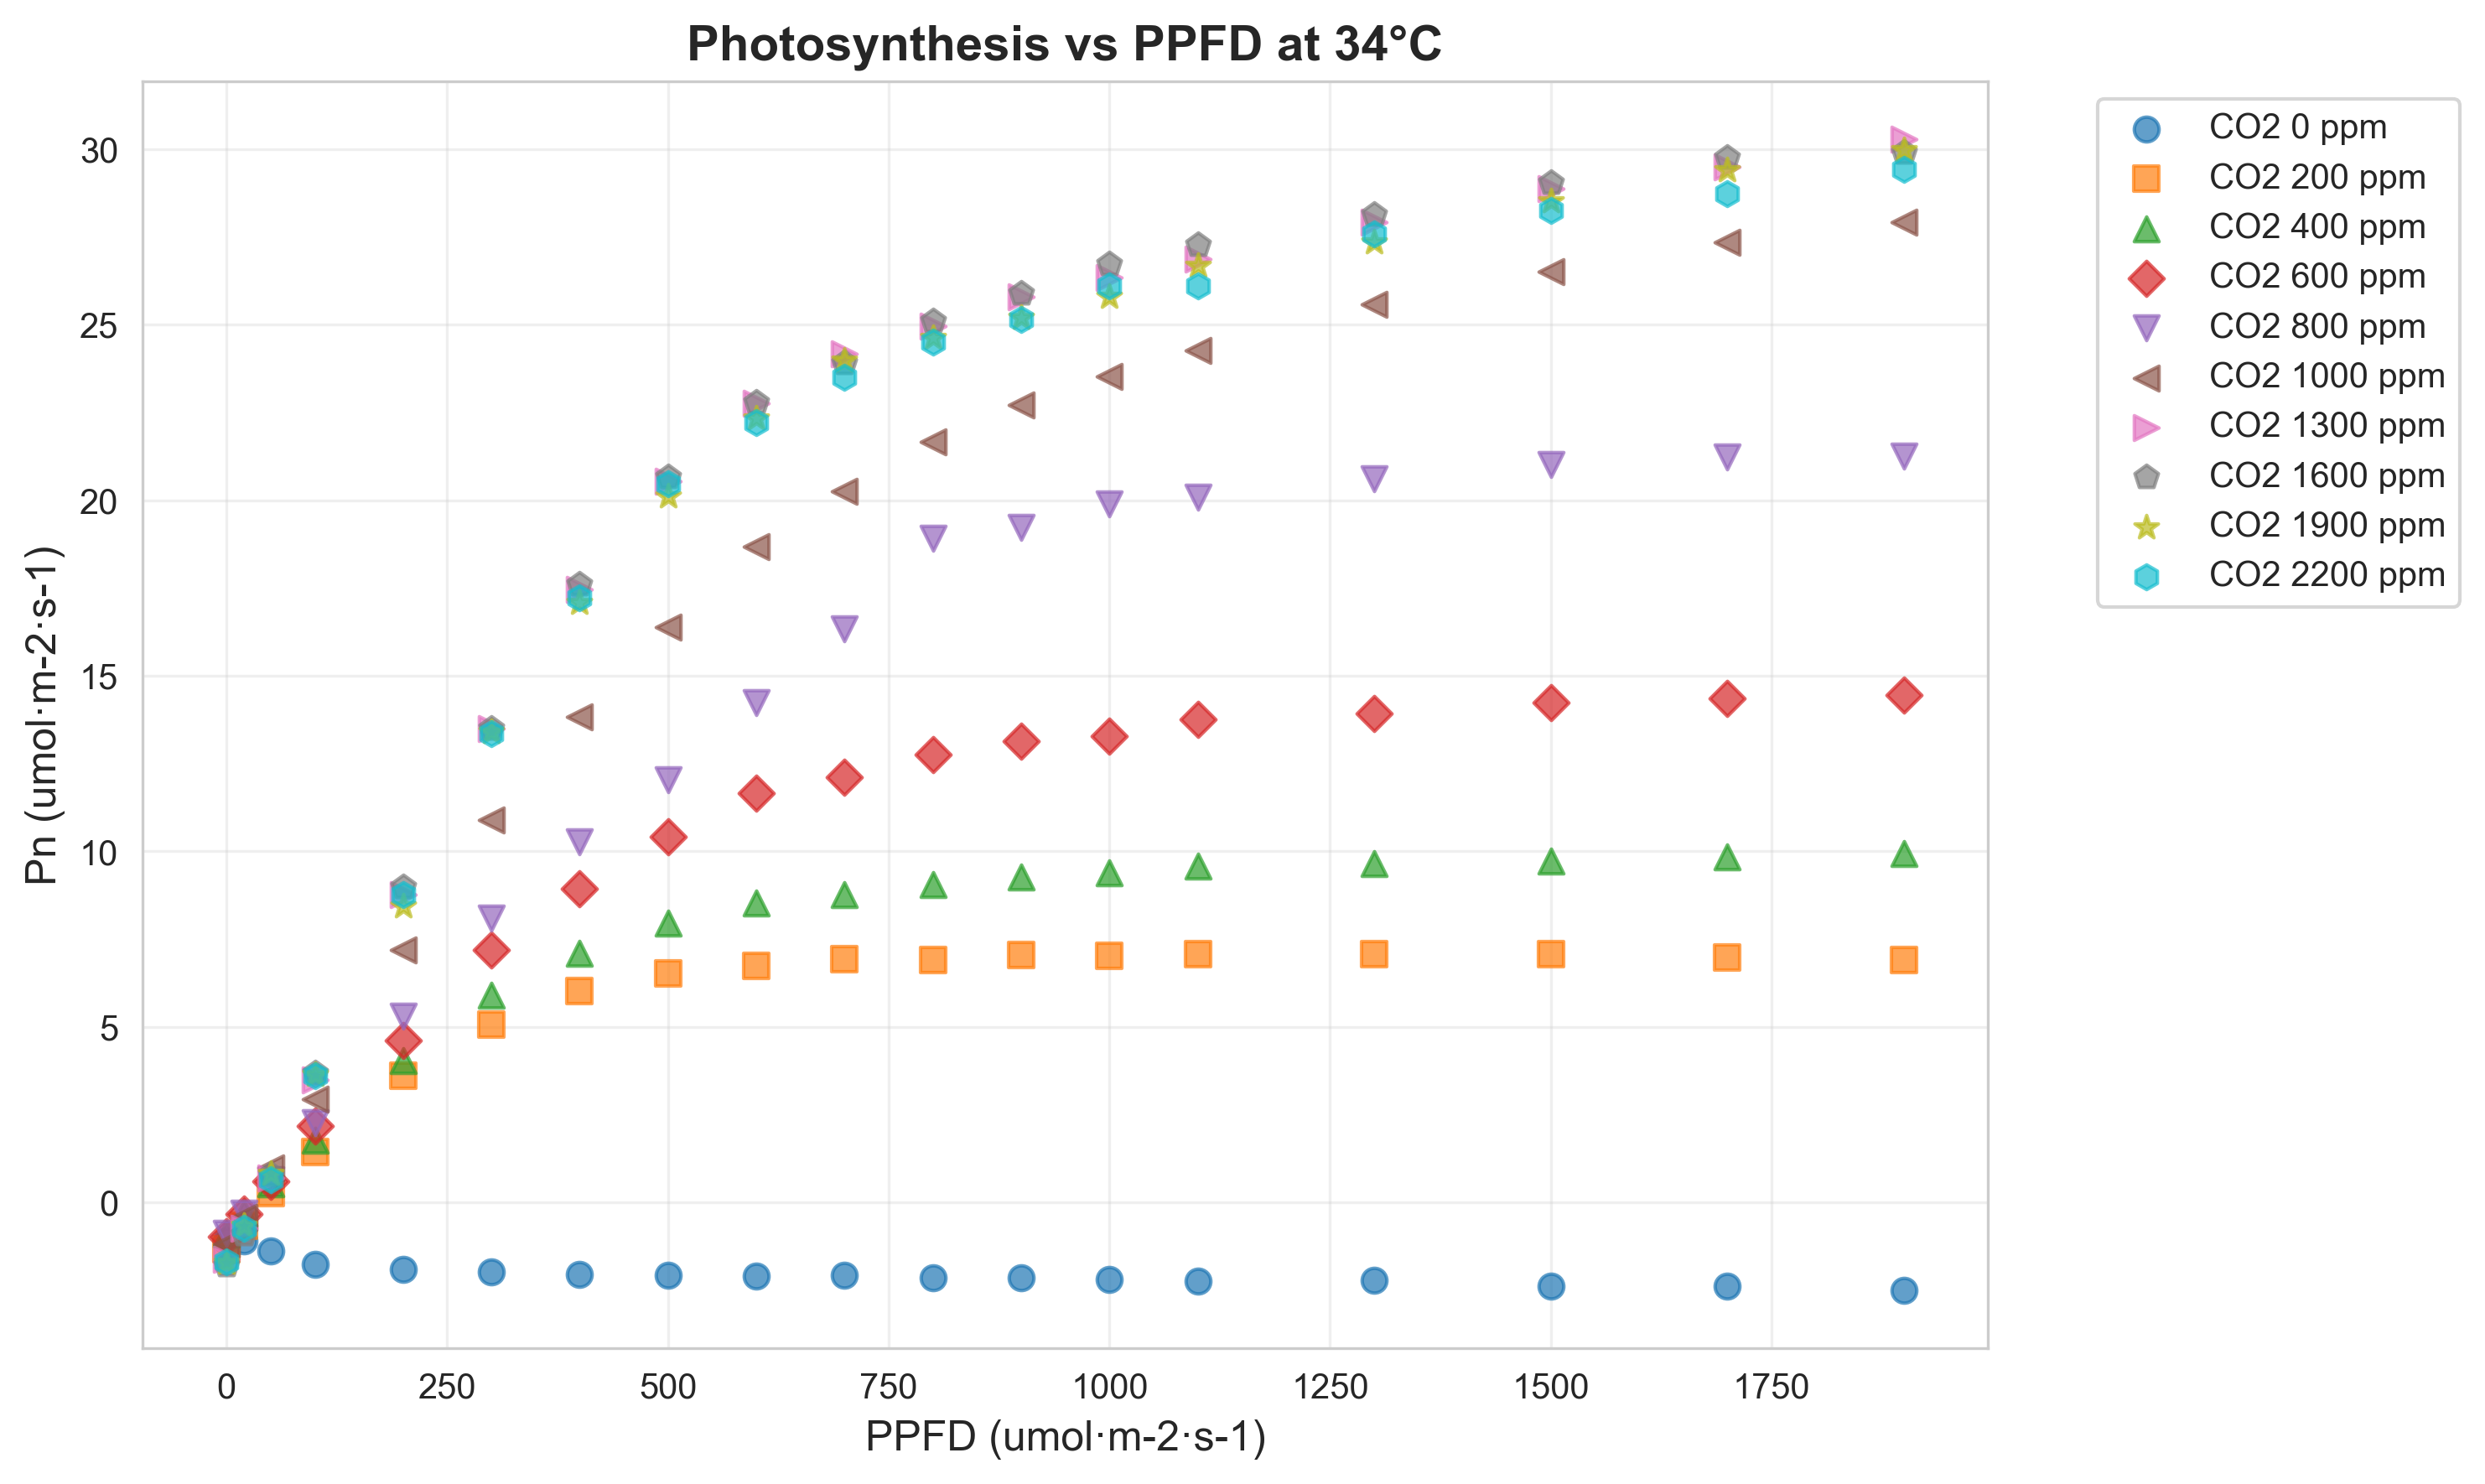 Photosynthesis vs PPFD at 34°C
Pn (umol·m-2·s-1)
30
25
20
15
10
5
0
0 250 500 750 1000 1250 1500 1750
PPFD (umol·m-2·s-1)
CO2 0 ppm
CO2 200 ppm
CO2 400 ppm
CO2 600 ppm
CO2 800 ppm
CO2 1000 ppm
CO2 1300 ppm
CO2 1600 ppm
CO2 1900 ppm
CO2 2200 ppm